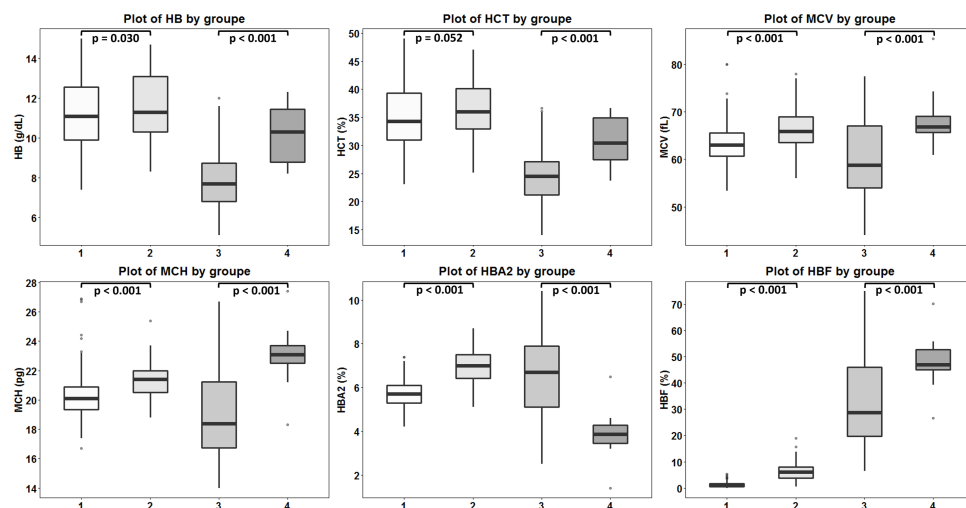 Plot of HB by groupe
p = 0.030
p < 0.001
14
12
10
8
6
HB (g/dL)
1 2 3 4
Plot of HCT by groupe
p = 0.052
p < 0.001
50
45
40
35
30
25
20
15
HCT (%)
1 2 3 4
Plot of MCV by groupe
p < 0.001
p < 0.001
80
70
60
50
MCV (fL)
1 2 3 4
Plot of MCH by groupe
p < 0.001
p < 0.001
28
26
24
22
20
18
16
14
MCH (pg)
1 2 3 4
Plot of HBA2 by groupe
p < 0.001
p < 0.001
10
8
6
4
2
HBA2 (%)
1 2 3 4
Plot of HBF by groupe
p < 0.001
p < 0.001
70
60
50
40
30
20
10
0
HBF (%)
1 2 3 4